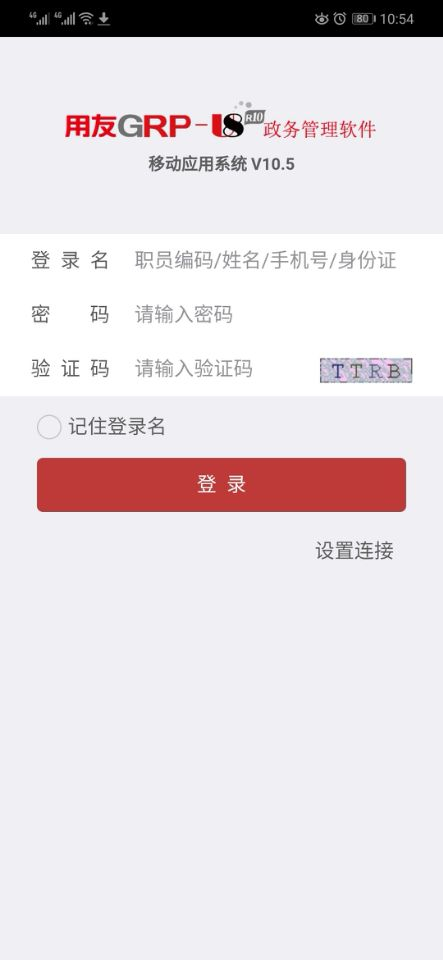 4G 4G 80 10:54
用友GRP-U8 R10 政务管理软件
移动应用系统 V10.5
登录名 职员编码/姓名/手机号/身份证
密码 请输入密码
验证码 请输入验证码 TTRB
记住登录名
登录
设置连接